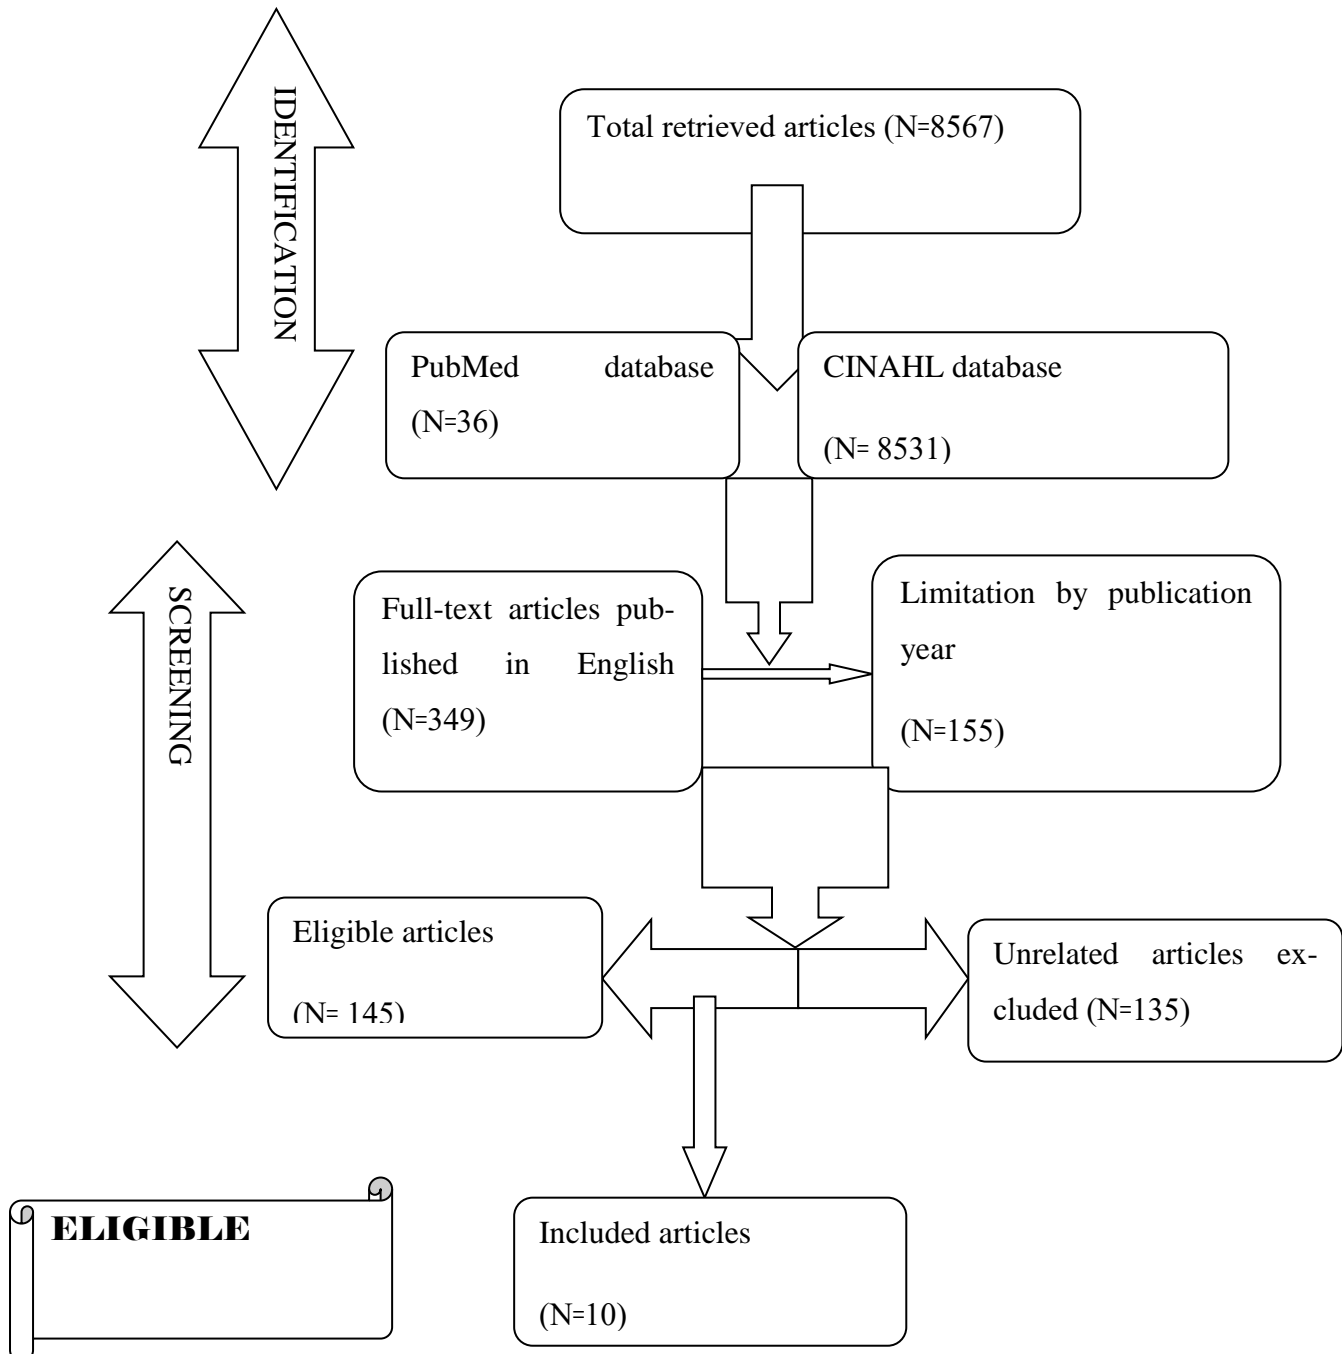 IDENTIFICATION
Total retrieved articles (N=8567)
PubMed database
(N=36)
CINAHL database
(N= 8531)
SCREENING
Full-text articles pub-
lished in English
(N=349)
Limitation by publication
year
(N=155)
Eligible articles
(N= 145)
Unrelated articles ex-
cluded (N=135)
ELIGIBLE
Included articles
(N=10)